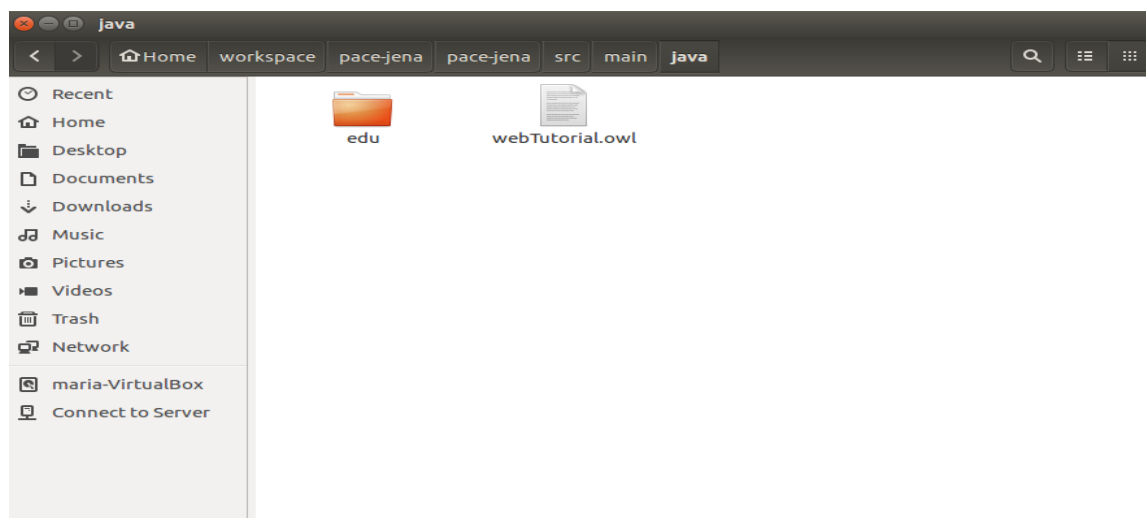 java
Home workspace pace-jena pace-jena src main java
Recent
Home
Desktop
Documents
Downloads
Music
Pictures
Videos
Trash
Network
maria-VirtualBox
Connect to Server
edu
webTutorial.owl